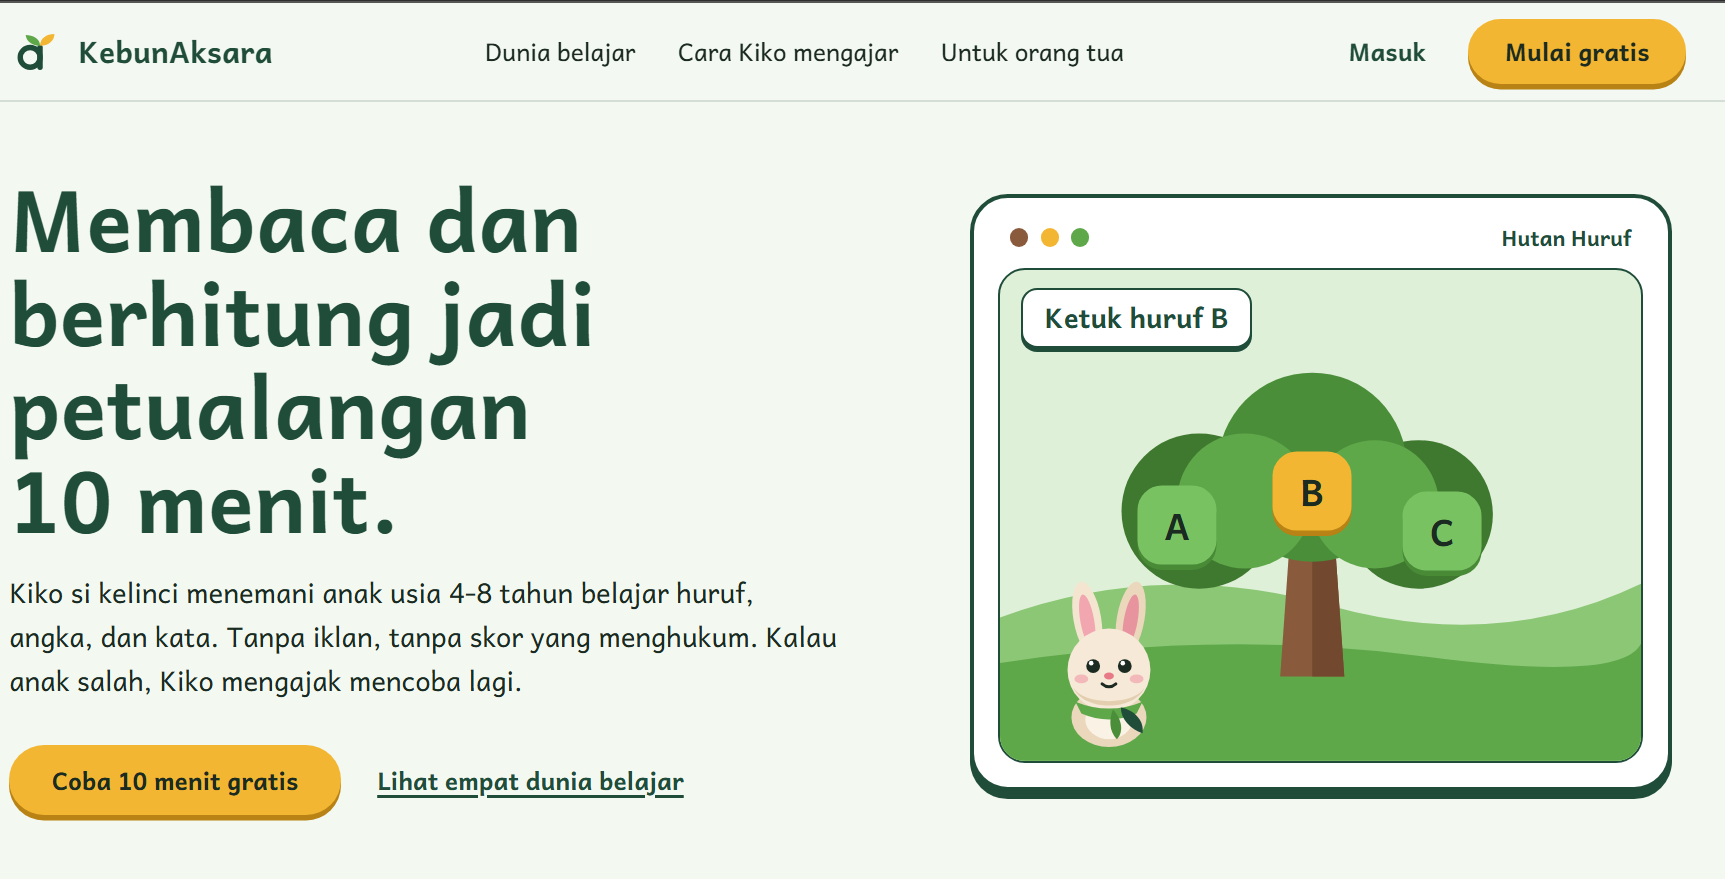 KebunAksara
Dunia belajar
Cara Kiko mengajar
Untuk orang tua
Masuk
Mulai gratis
Membaca dan
berhitung jadi
petualangan
10 menit.
Kiko si kelinci menemani anak usia 4-8 tahun belajar huruf,
angka, dan kata. Tanpa iklan, tanpa skor yang menghukum. Kalau
anak salah, Kiko mengajak mencoba lagi.
Coba 10 menit gratis
Lihat empat dunia belajar
Hutan Huruf
Ketuk huruf B
A
B
C